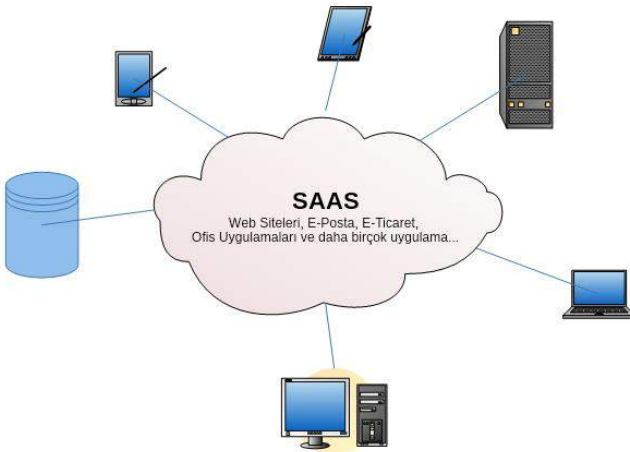 SAAS
Web Siteleri, E-Posta, E-Ticaret,
Ofis Uygulamaları ve daha birçok uygulama...